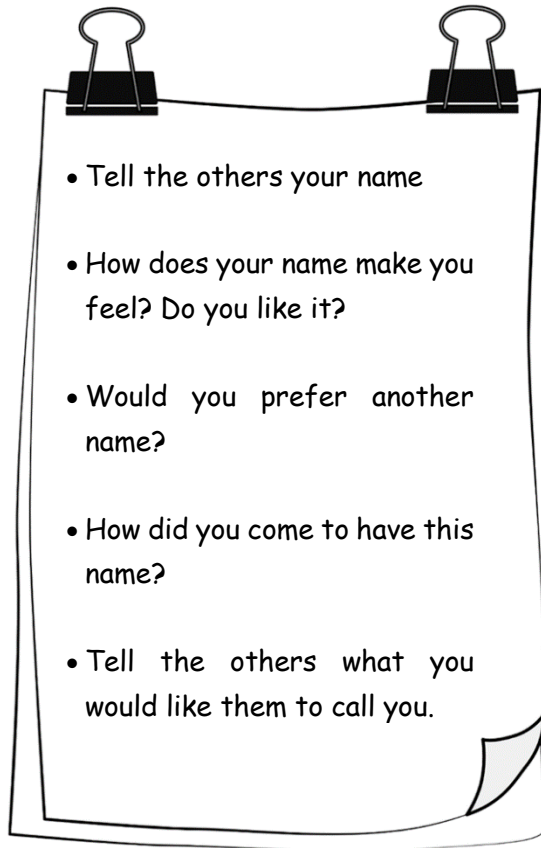 • Tell the others your name
• How does your name make you
feel? Do you like it?
• Would you prefer another
name?
• How did you come to have this
name?
• Tell the others what you
would like them to call you.